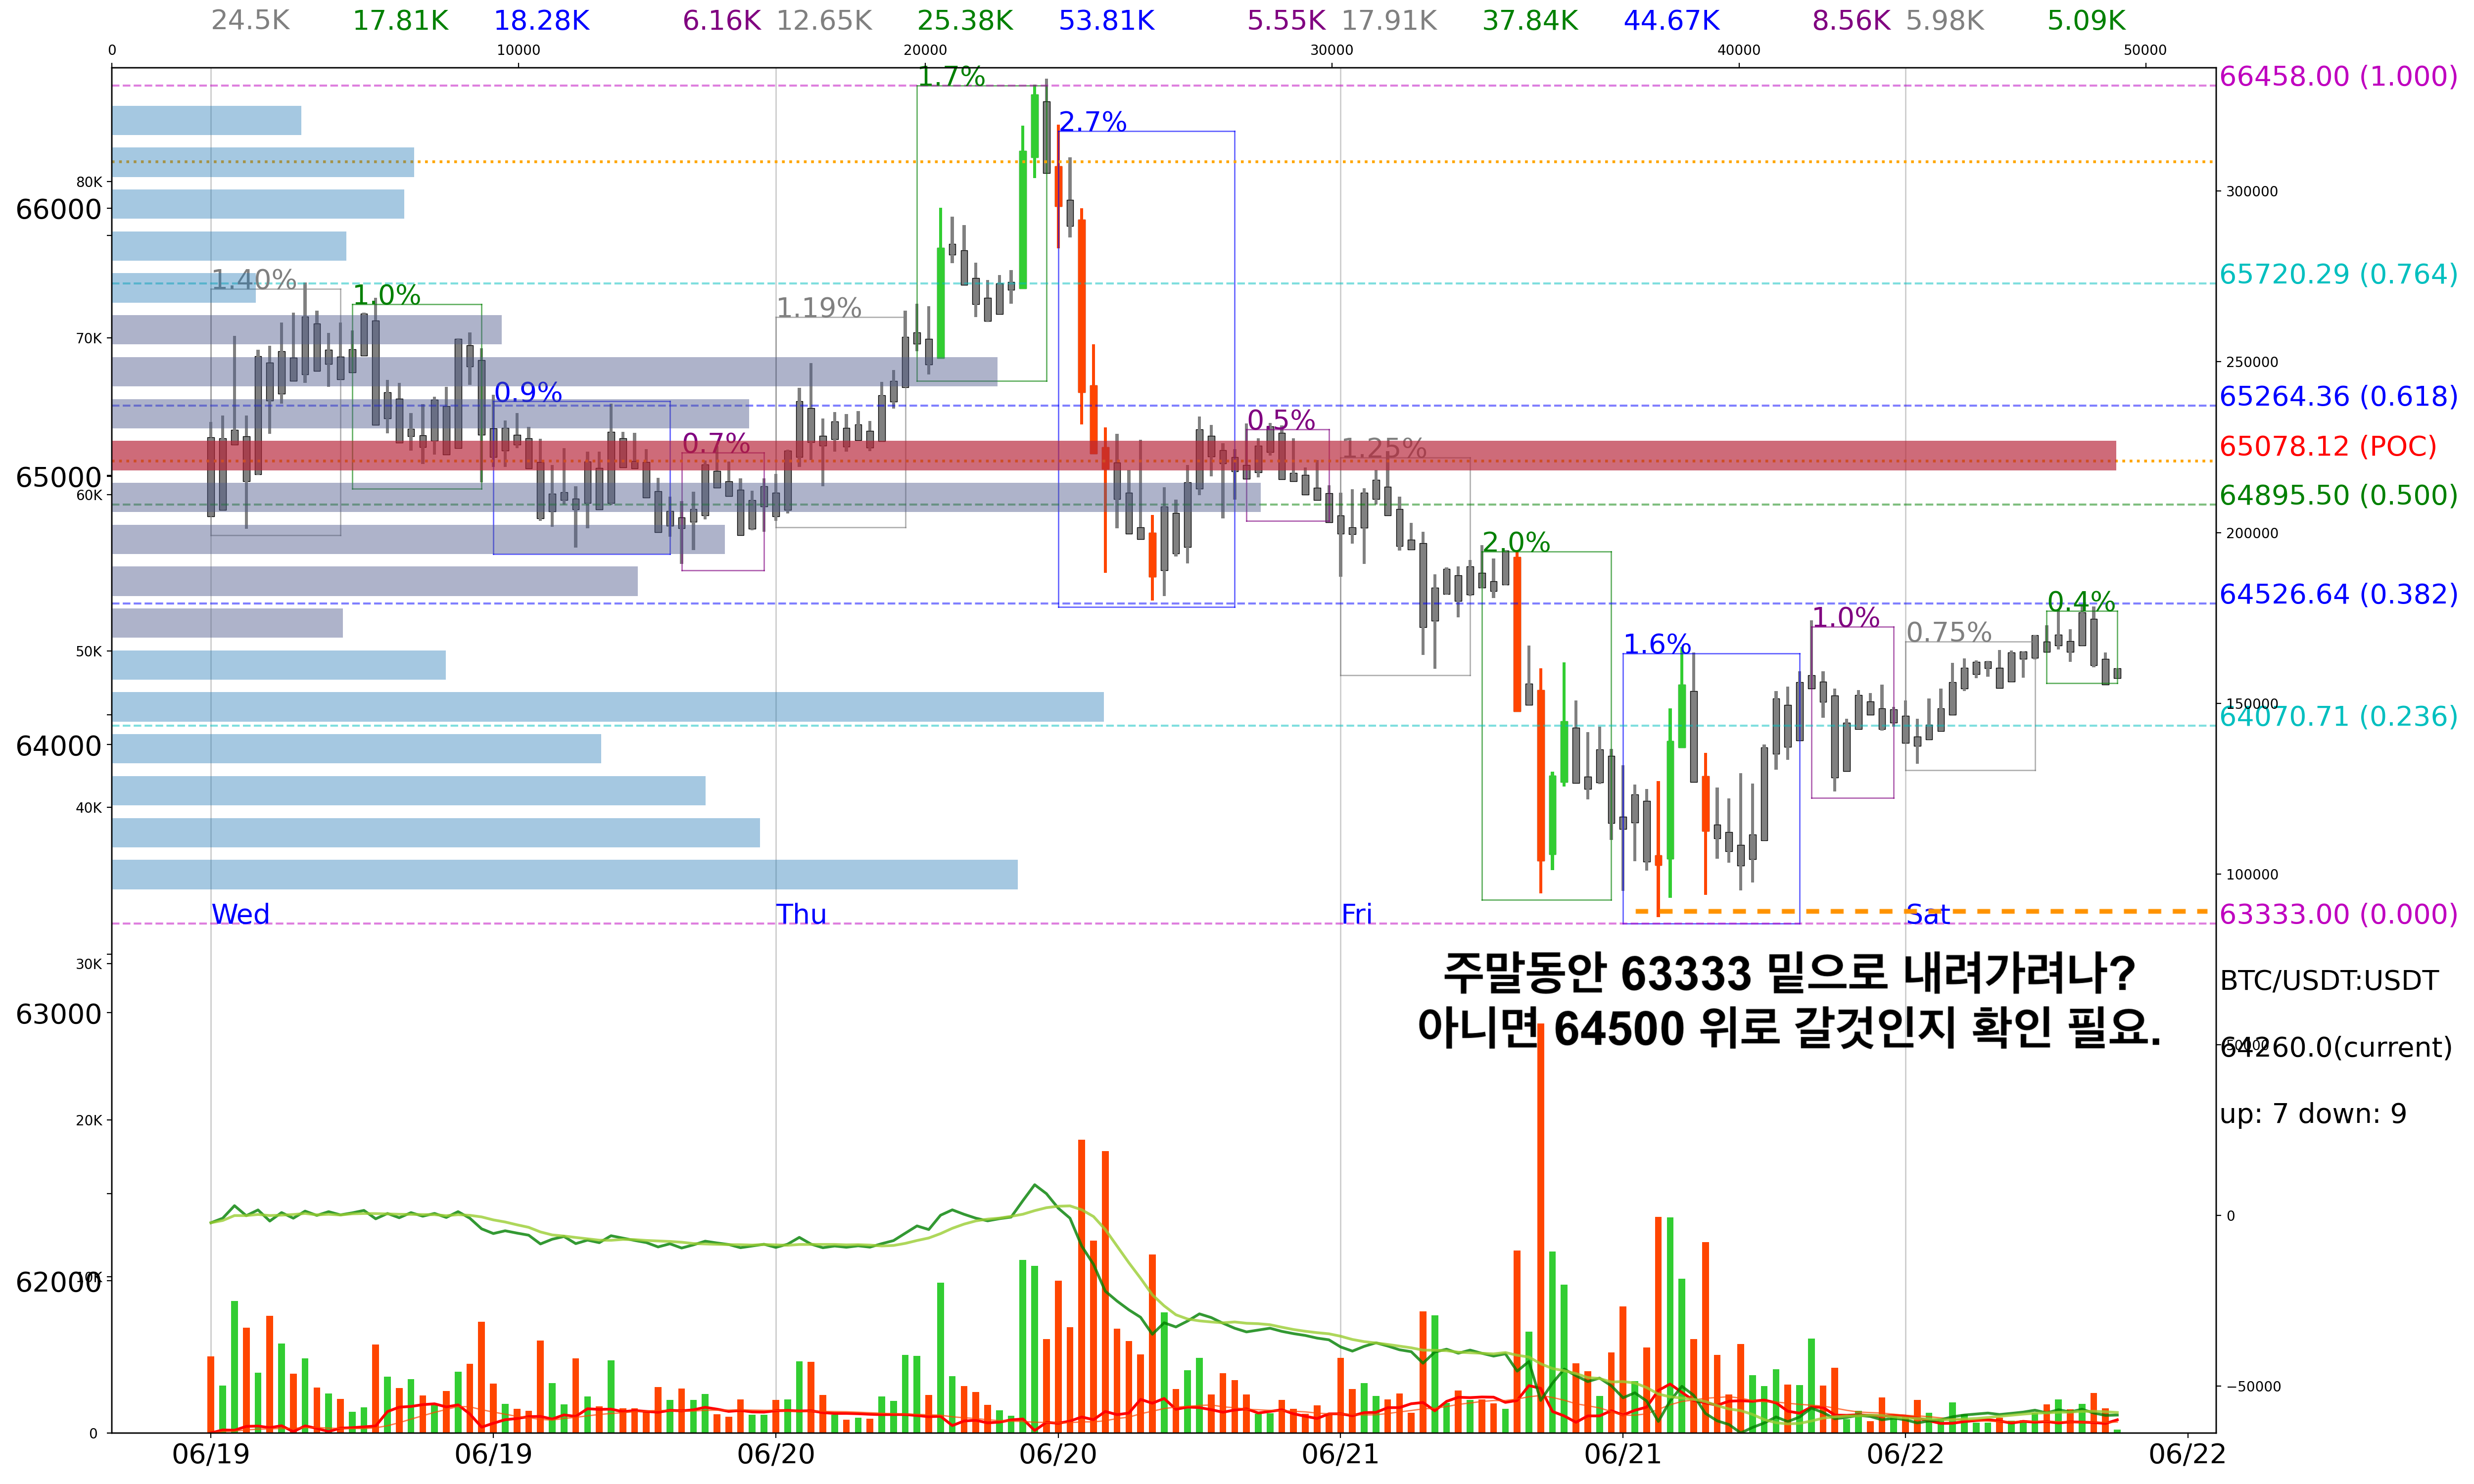 24.5K 17.81K 18.28K 6.16K 12.65K 25.38K 53.81K 5.55K 17.91K 37.84K 44.67K 8.56K 5.98K 5.09K
0 10000 20000 30000 40000 50000
66458.00 (1.000)
1.7%
2.7%
80K
300000
66000
65720.29 (0.764)
1.40%
1.0%
1.19%
70K
250000
65264.36 (0.618)
0.9%
0.5%
0.7%
1.25%
65078.12 (POC)
65000
60K
64895.50 (0.500)
200000
2.0%
64526.64 (0.382)
0.4%
1.0%
0.75%
1.6%
50K
150000
64070.71 (0.236)
64000
40K
100000
Wed Thu Fri Sat
63333.00 (0.000)
30K
주말동안 63333 밑으로 내려가려나?
BTC/USDT:USDT
63000
아니면 64500 위로 갈것인지 확인 필요.
50000
64260.0(current)
20K
up: 7 down: 9
0
62000
10K
−50000
0
06/19 06/19 06/20 06/20 06/21 06/21 06/22 06/22